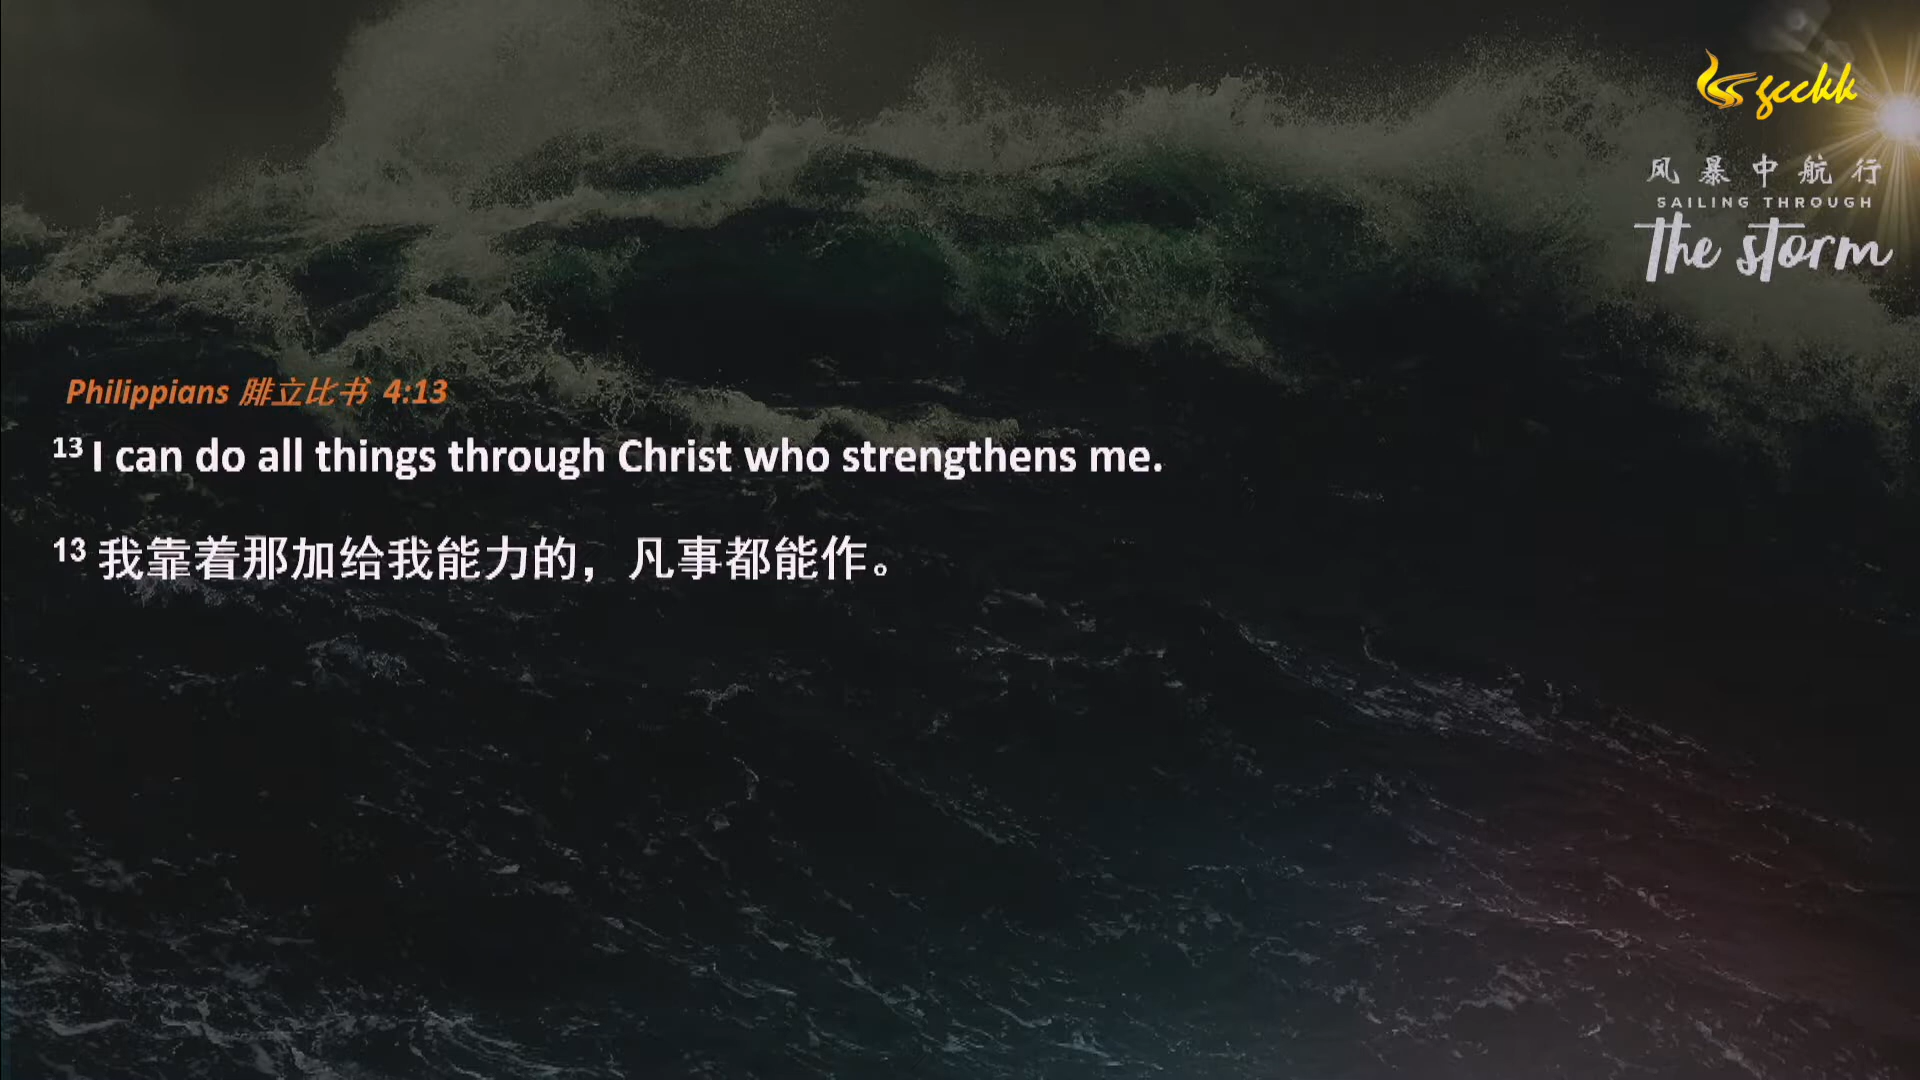 gcckk
风暴中航行
SAILING THROUGH
The storm
Philippians 腓立比书 4:13
13 I can do all things through Christ who strengthens me.
13 我靠着那加给我能力的，凡事都能作。